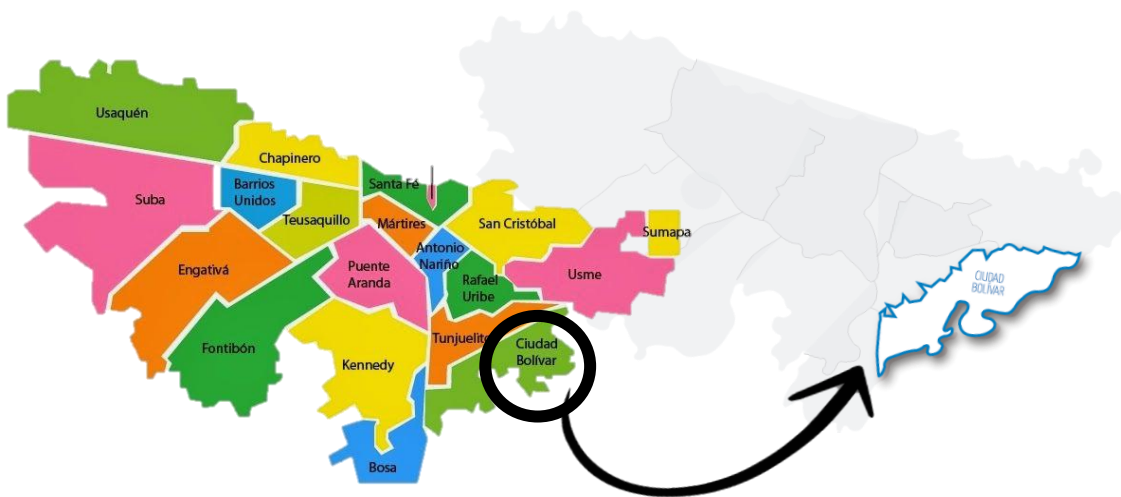 Usaquén
Chapinero
Suba
Barrios
Unidos
Teusaquillo
Santa Fé
Mártires
San Cristóbal
Sumapa
Antonio
Nariño
Engativá
Puente
Aranda
Rafael
Uribe
Usme
Fontibón
Kennedy
Tunjuelito
Ciudad
Bolívar
Bosa
CIUDAD
BOLÍVAR